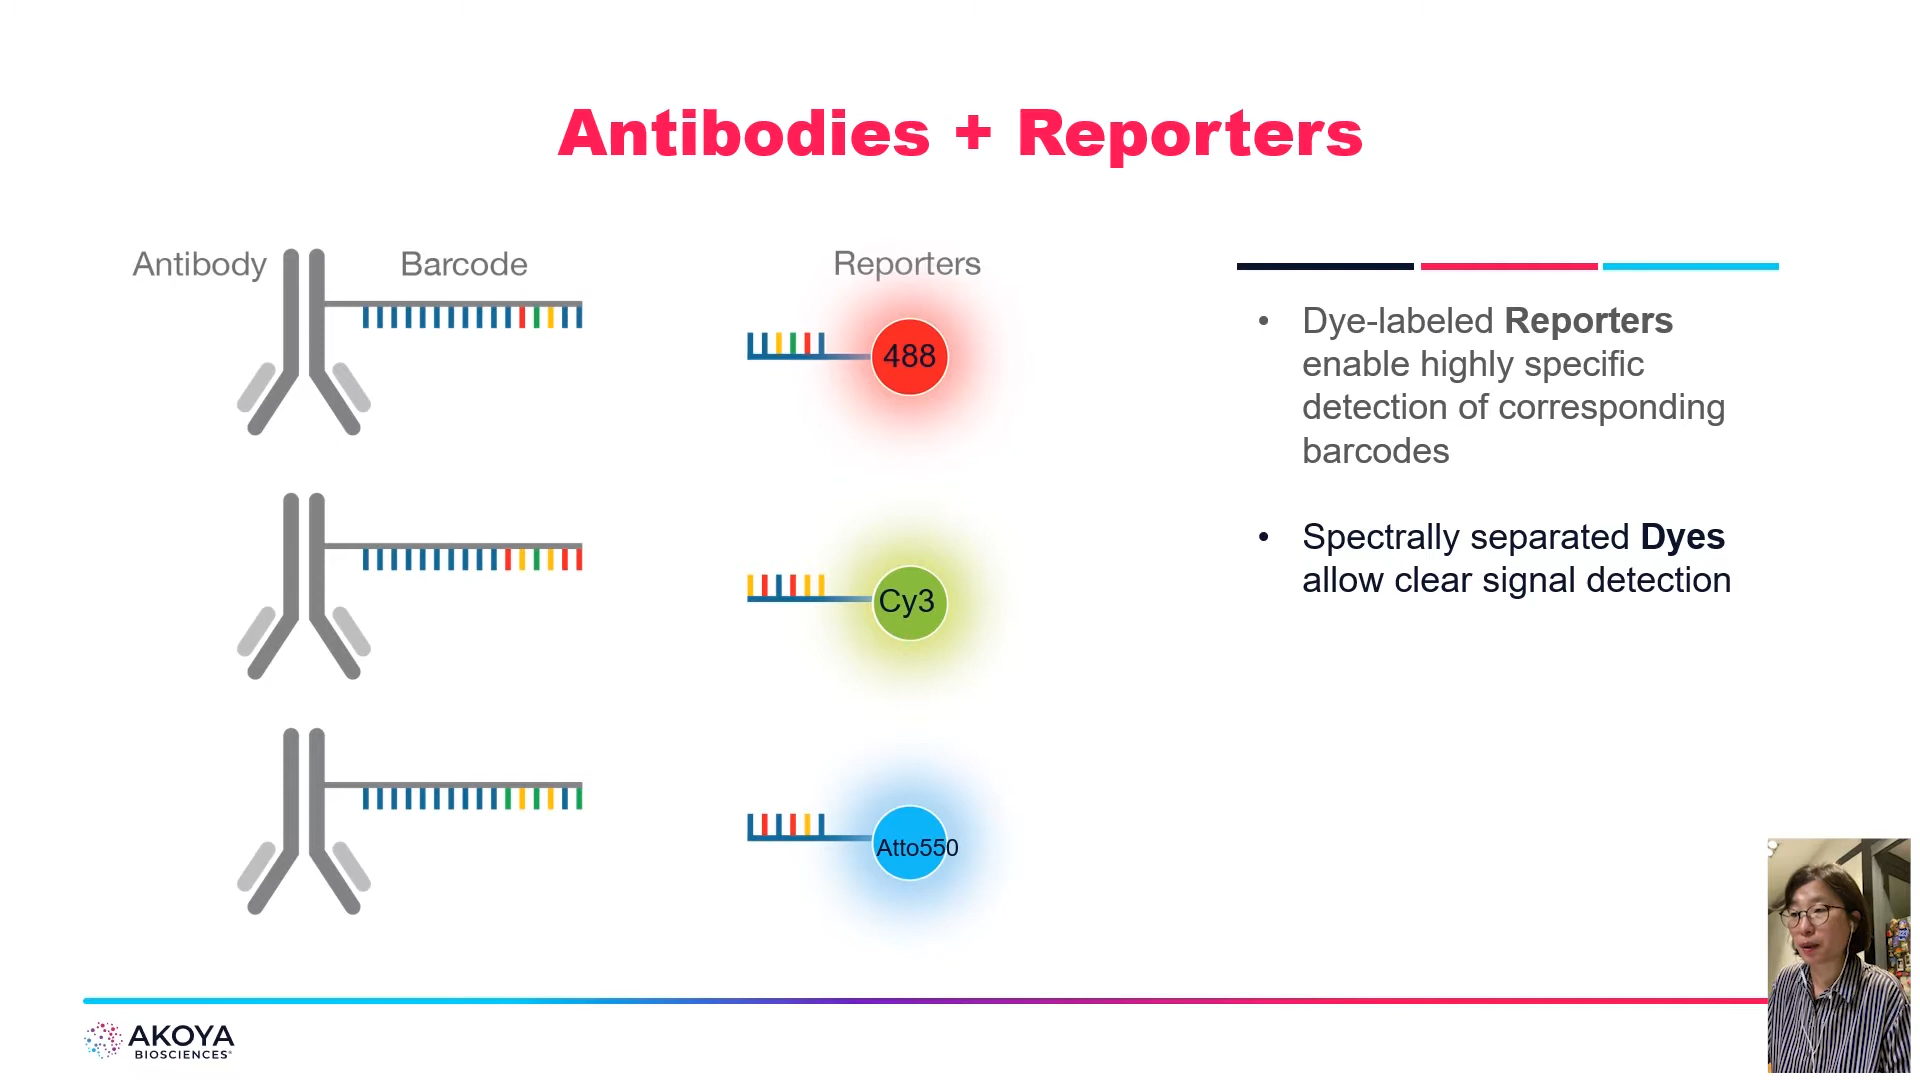 Antibodies + Reporters
Antibody
Barcode
Reporters
488
Cy3
Atto550
• Dye-labeled Reporters
enable highly specific
detection of corresponding
barcodes
• Spectrally separated Dyes
allow clear signal detection
AKOYA
BIOSCIENCES®